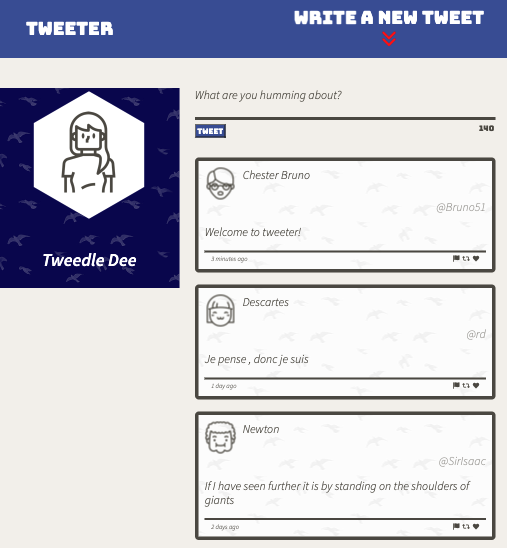 TWEETER
WRITE A NEW TWEET
What are you humming about?
TWEET
140
Tweedle Dee
Chester Bruno
@Bruno51
Welcome to tweeter!
3 minutes ago
Descartes
@rd
Je pense , donc je suis
1 day ago
Newton
@SirIsaac
If I have seen further it is by standing on the shoulders of
giants
2 days ago